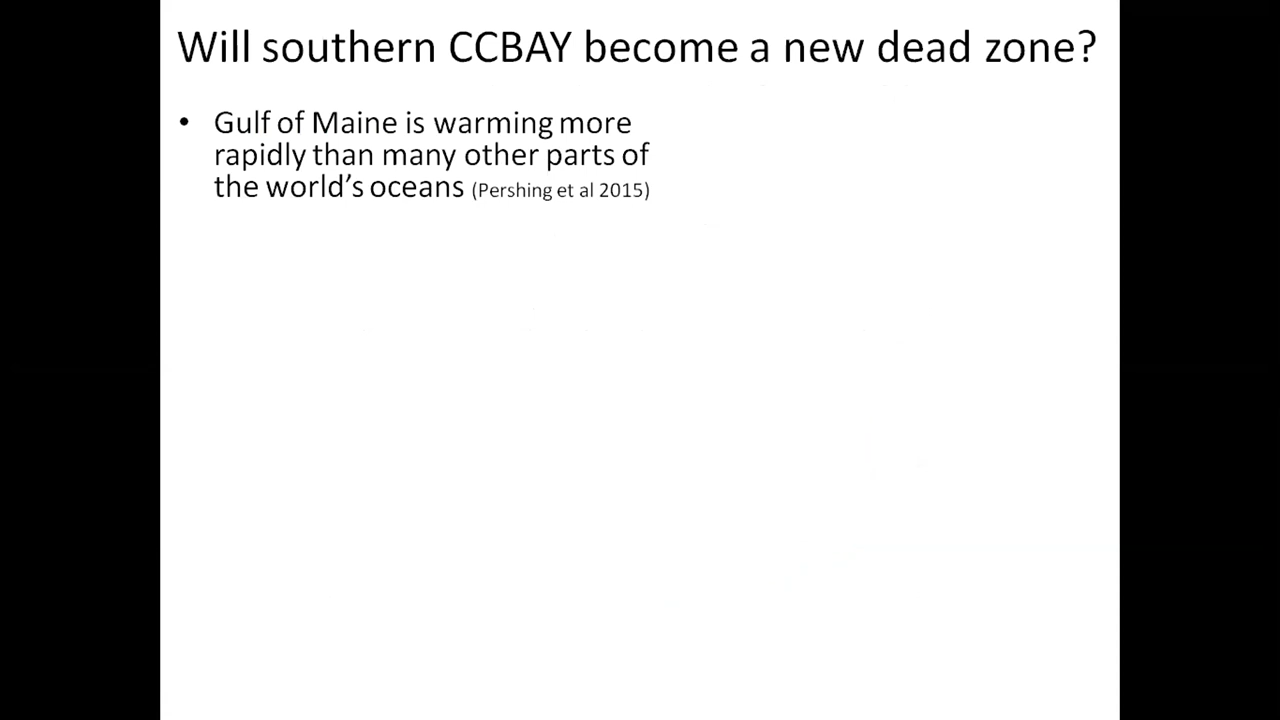 Will southern CCBAY become a new dead zone?
• Gulf of Maine is warming more
rapidly than many other parts of
the world’s oceans (Pershing et al 2015)